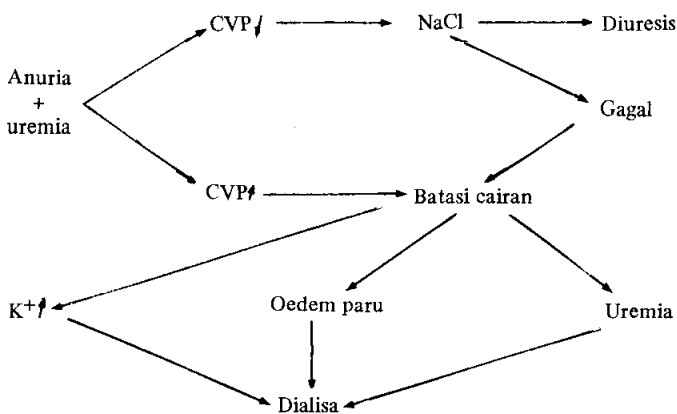 CVP↓ NaCl Diuresis
Anuria
+
uremia
Gagal
CVP↑ Batasi cairan
K+↑ Oedem paru Uremia
Dialisa